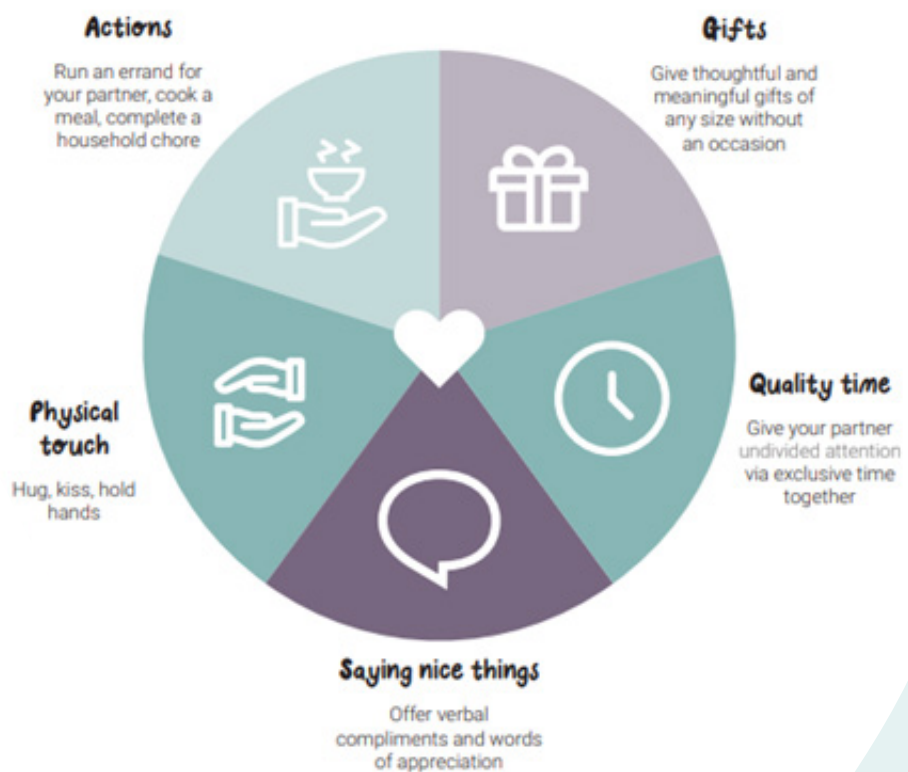 Actions
Run an errand for
your partner, cook a
meal, complete a
household chore
Gifts
Give thoughtful and
meaningful gifts of
any size without
an occasion
Physical
touch
Hug, kiss, hold
hands
Quality time
Give your partner
undivided attention
via exclusive time
together
Saying nice things
Offer verbal
compliments and words
of appreciation